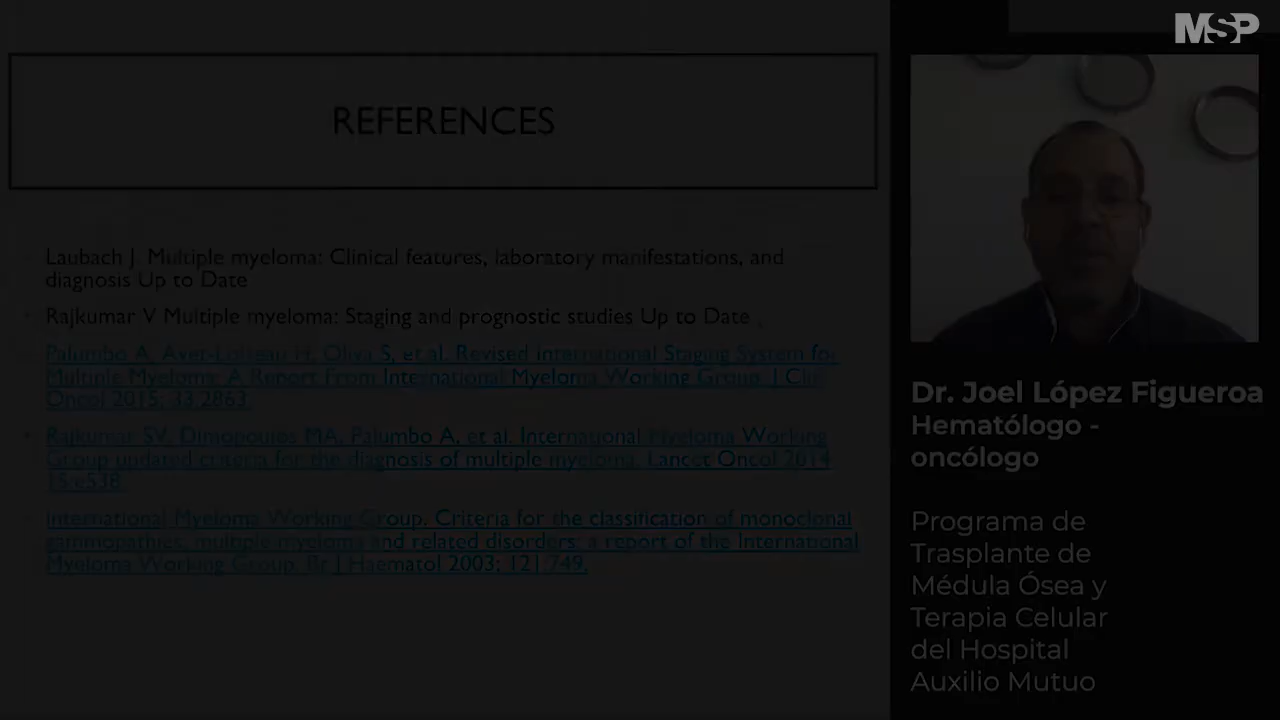 MSP
REFERENCES
Laubach J. Multiple myeloma: Clinical features, laboratory manifestations, and
diagnosis Up to Date
Rajkumar V Multiple myeloma: Staging and prognostic studies Up to Date .
Palumbo A, Avet-Loiseau H, Oliva S, et al. Revised International Staging System for
Multiple Myeloma: A Report From International Myeloma Working Group. J Clin
Oncol 2015; 33:2863.
Rajkumar SV, Dimopoulos MA, Palumbo A, et al. International Myeloma Working
Group updated criteria for the diagnosis of multiple myeloma. Lancet Oncol 2014;
15:e538.
International Myeloma Working Group. Criteria for the classification of monoclonal
gammopathies, multiple myeloma and related disorders: a report of the International
Myeloma Working Group. Br J Haematol 2003; 121:749.
Dr. Joel López Figueroa
Hematólogo -
oncólogo
Programa de
Trasplante de
Médula Ósea y
Terapia Celular
del Hospital
Auxilio Mutuo